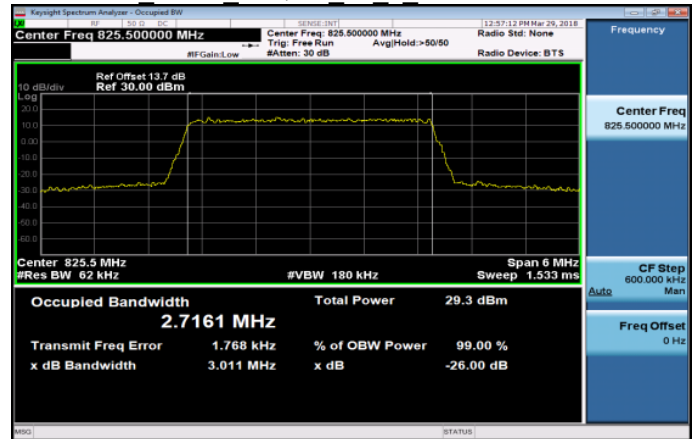 Keysight Spectrum Analyzer - Occupied BW
RF 50 Ω DC SENSE:INT 12:57:12 PM Mar 29, 2018
Center Freq 825.500000 MHz
Center Freq: 825.500000 MHz
Radio Std: None
Trig: Free Run Avg|Hold:>50/50
#IFGain:Low #Atten: 30 dB Radio Device: BTS
Ref Offset 13.7 dB
10 dB/div Ref 30.00 dBm
Log
20.0
10.0
0.00
-10.0
-20.0
-30.0
-40.0
-50.0
-60.0
Center 825.5 MHz Span 6 MHz
#Res BW 62 kHz #VBW 180 kHz Sweep 1.533 ms
Occupied Bandwidth Total Power 29.3 dBm
2.7161 MHz
Transmit Freq Error 1.768 kHz % of OBW Power 99.00 %
x dB Bandwidth 3.011 MHz x dB -26.00 dB
MSG STATUS
Frequency
Center Freq
825.500000 MHz
CF Step
600.000 kHz
Auto Man
Freq Offset
0 Hz